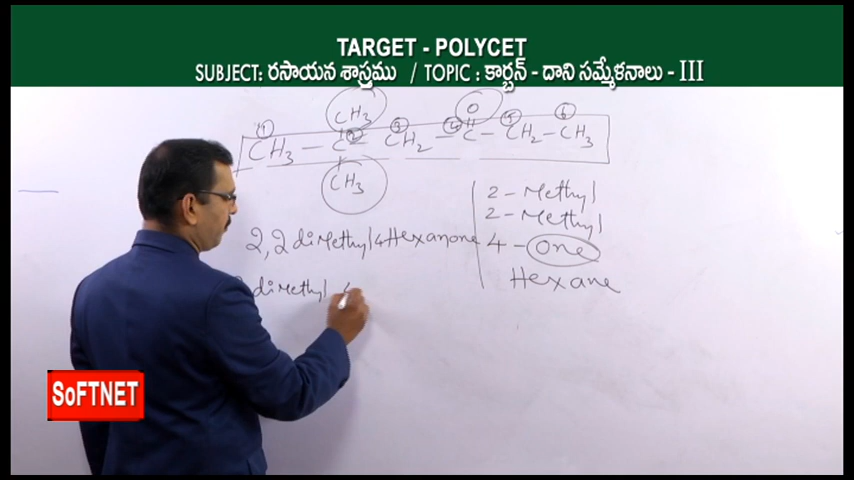 TARGET - POLYCET
SUBJECT: రసాయన శాస్త్రము / TOPIC : కార్బన్ - దాని సమ్మేళనాలు - III
CH3 O
① ② ③ ④ ⑤ ⑥
CH3 - C - CH2 - C - CH2 - CH3
CH3
2 - Methyl
2 - Methyl
4 - One
Hexane
2,2 dimethyl 4 Hexanone
dimethyl
SoFTNET